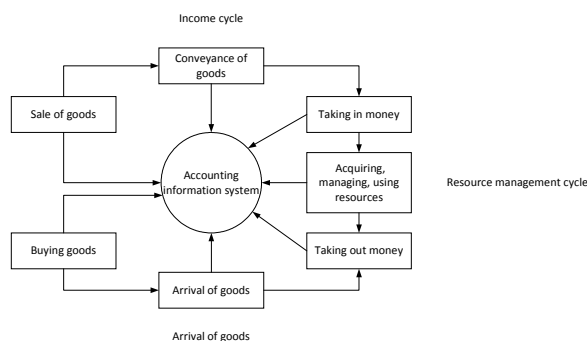 Income cycle
Conveyance of
goods
Sale of goods
Taking in money
Accounting
information system
Acquiring,
managing, using
resources
Resource management cycle
Buying goods
Taking out money
Arrival of goods
Arrival of goods